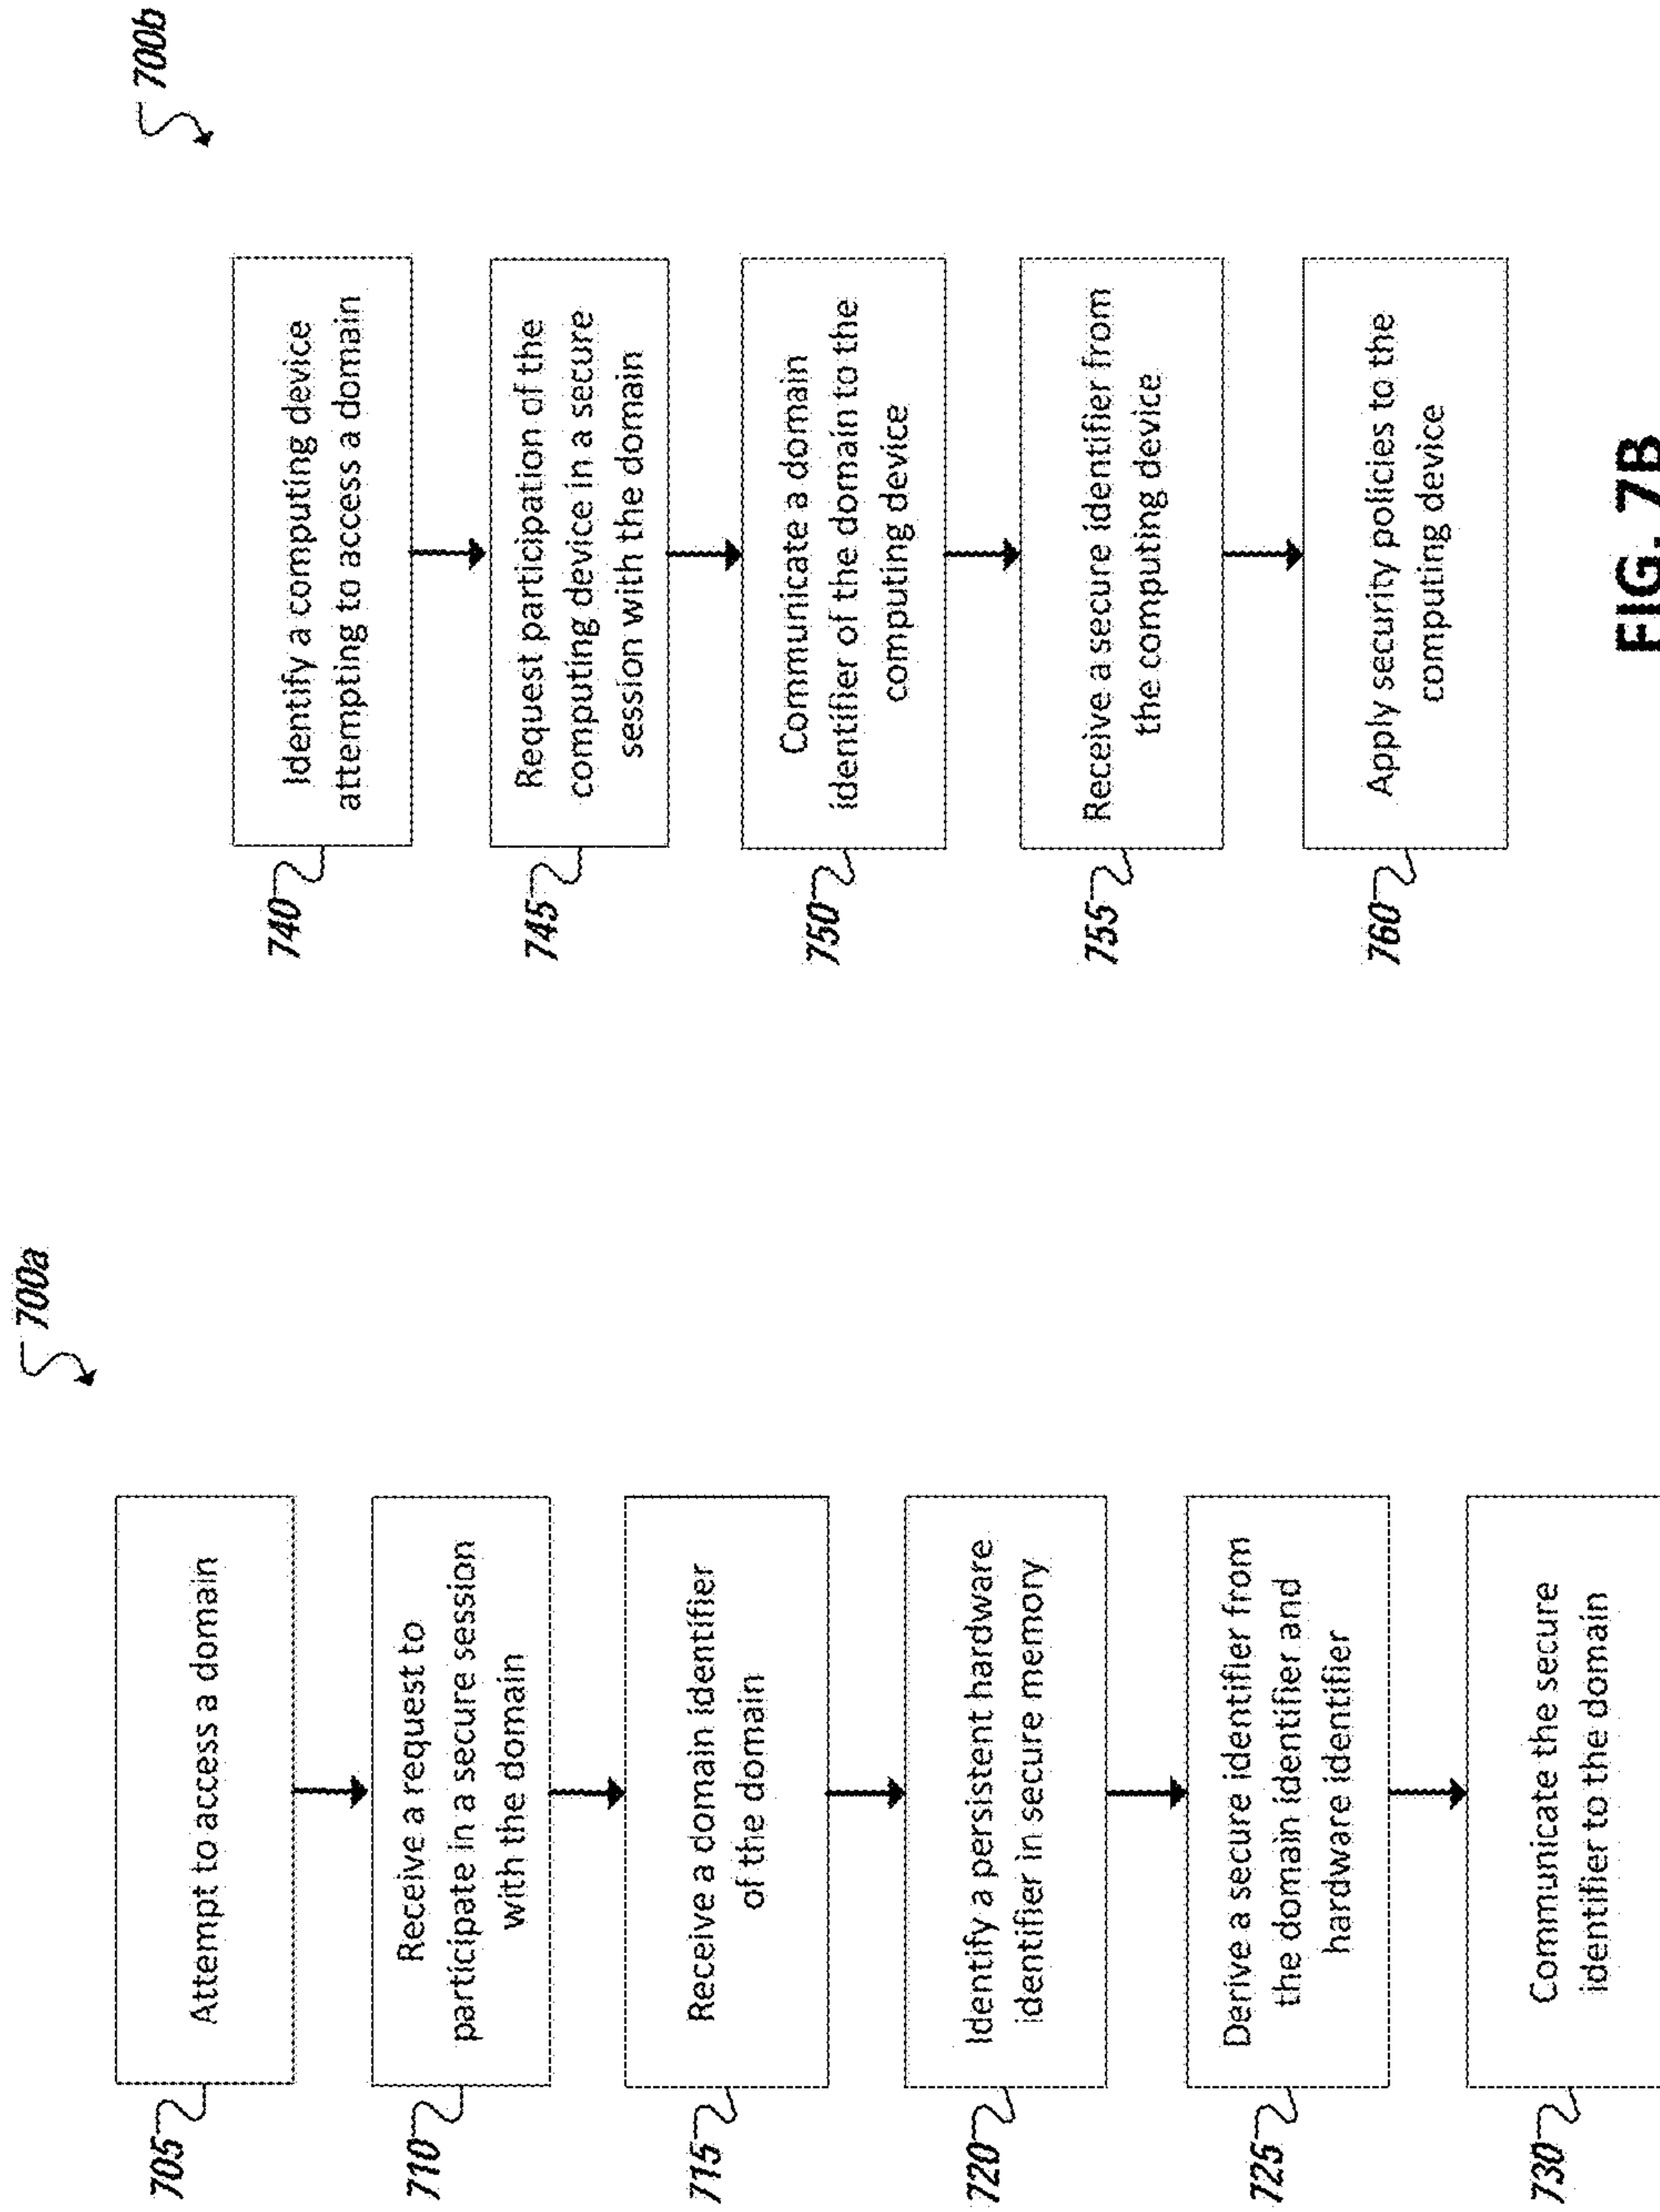 700a
705
Attempt to access a domain
710
Receive a request to
participate in a secure session
with the domain
715
Receive a domain identifier
of the domain
720
Identify a persistent hardware
identifier in secure memory
725
Derive a secure identifier from
the domain identifier and
hardware identifier
730
Communicate the secure
identifier to the domain
700b
740
Identify a computing device
attempting to access a domain
745
Request participation of the
computing device in a secure
session with the domain
750
Communicate a domain
identifier of the domain to the
computing device
755
Receive a secure identifier from
the computing device
760
Apply security policies to the
computing device
FIG. 7B